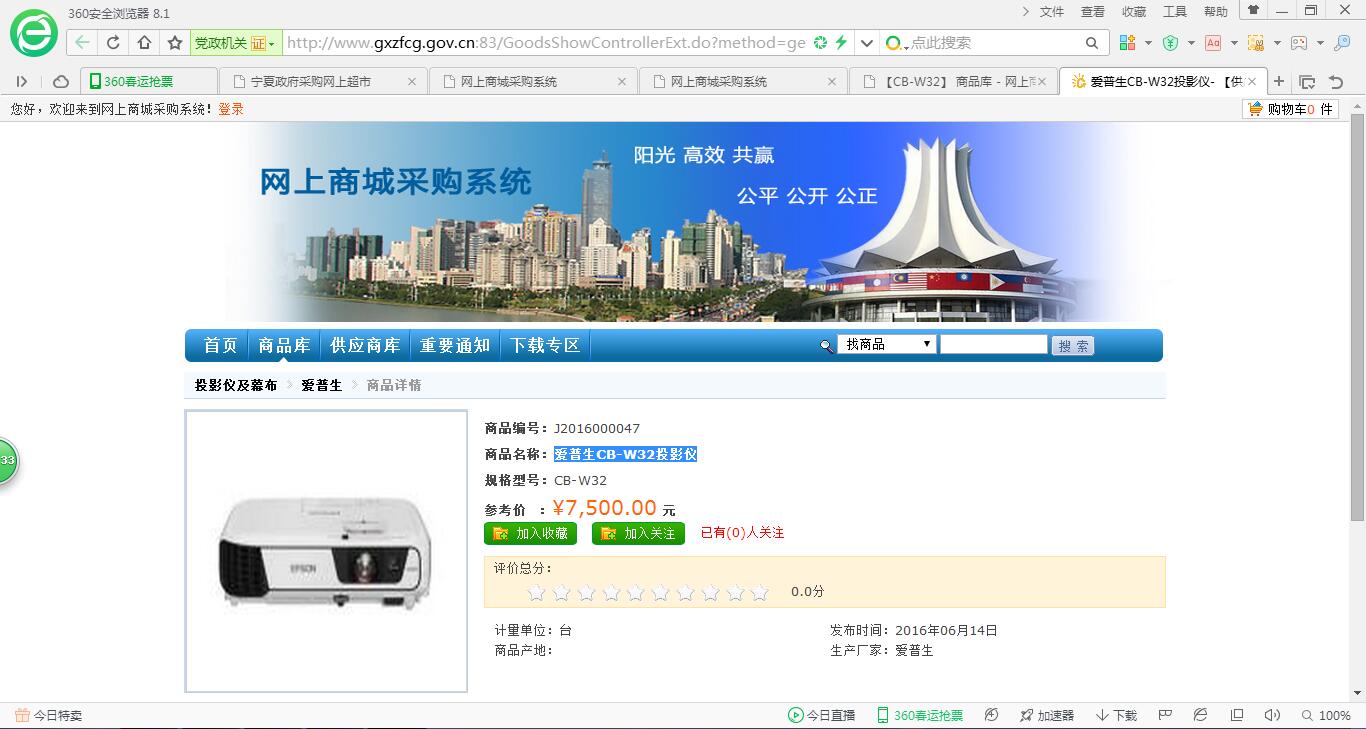 360安全浏览器 8.1
文件 查看 收藏 工具 帮助
党政机关 证 http://www.gxzfcg.gov.cn:83/GoodsShowControllerExt.do?method=ge 点此搜索
360春运抢票 宁夏政府采购网上超市 网上商城采购系统 网上商城采购系统 【CB-W32】 商品库 - 网上 爱普生CB-W32投影仪- 【供
您好，欢迎来到网上商城采购系统！登录 购物车0 件
网上商城采购系统
阳光 高效 共赢
公平 公开 公正
首页 商品库 供应商库 重要通知 下载专区 找商品 搜 索
投影仪及幕布 爱普生 商品详情
商品编号：J2016000047
商品名称：爱普生CB-W32投影仪
规格型号：CB-W32
参考价 ：¥7,500.00 元
加入收藏 加入关注 已有(0)人关注
评价总分：
0.0分
计量单位：台 发布时间：2016年06月14日
商品产地： 生产厂家：爱普生
EPSON
33
今日特卖 今日直播 360春运抢票 加速器 下载 100%